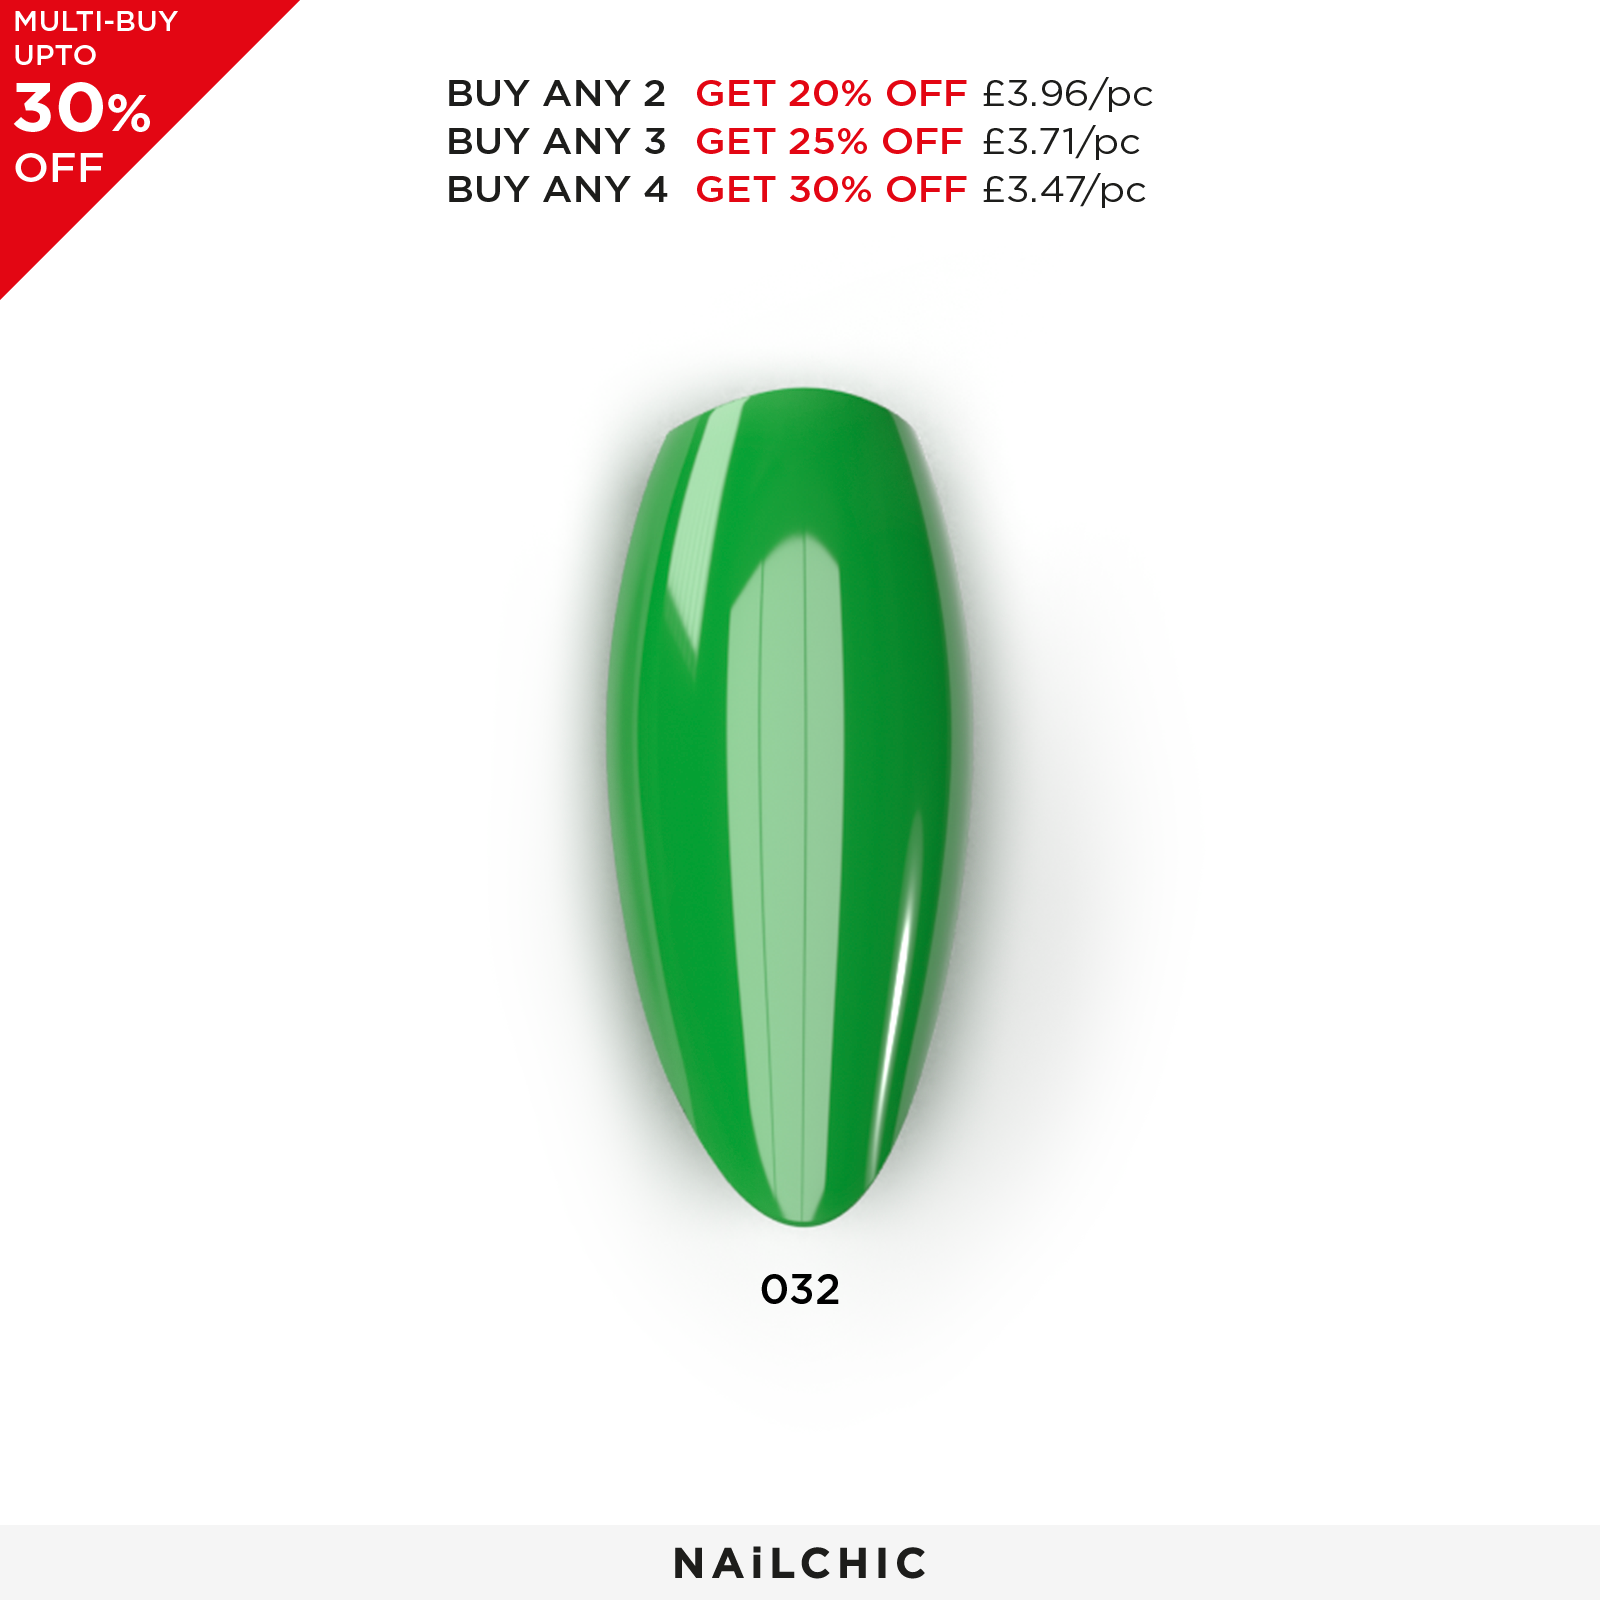 MULTI-BUY
UPTO
30%
OFF
BUY ANY 2 GET 20% OFF £3.96/pc
BUY ANY 3 GET 25% OFF £3.71/pc
BUY ANY 4 GET 30% OFF £3.47/pc
032
NAiLCHIC